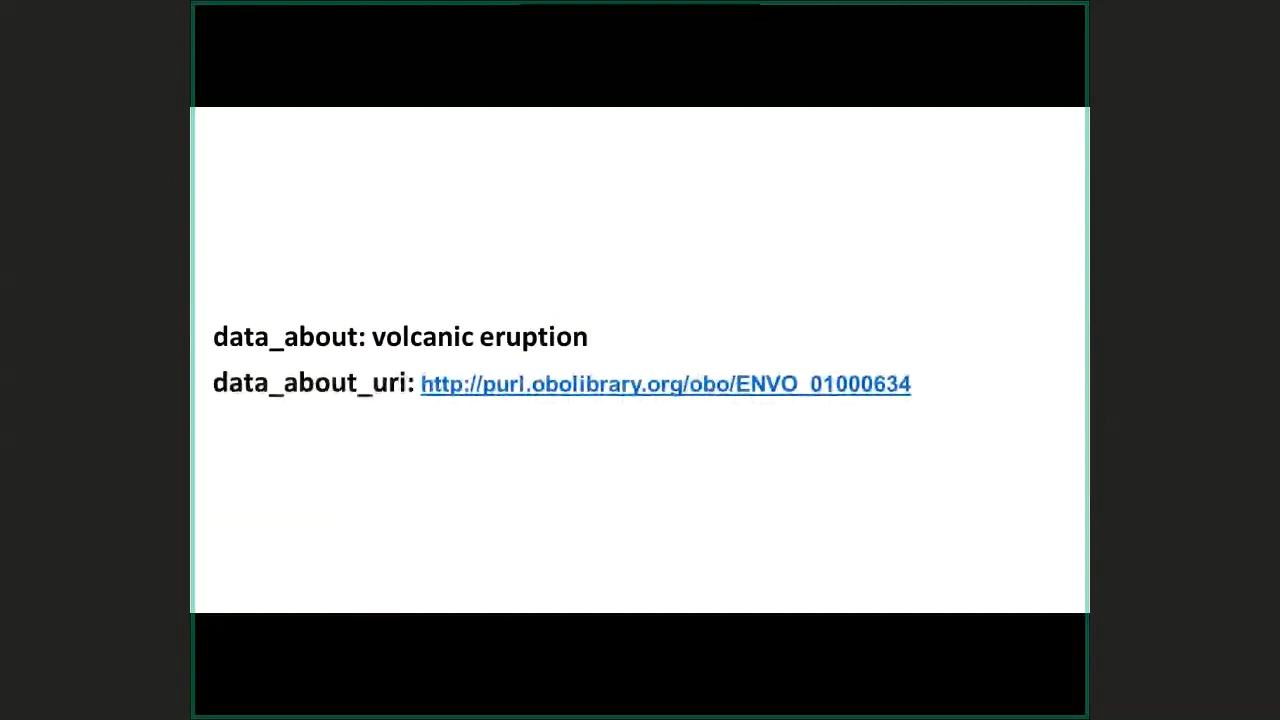 data_about: volcanic eruption
data_about_uri: http://purl.obolibrary.org/obo/ENVO_01000634